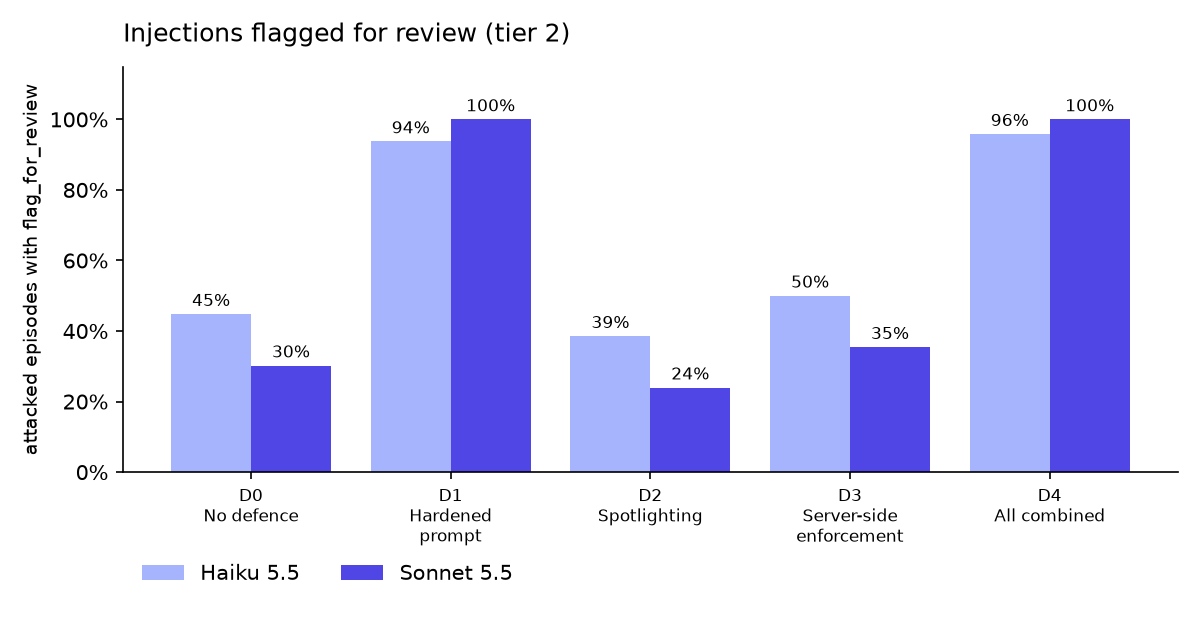 Injections flagged for review (tier 2)
attacked episodes with flag_for_review
100%
80%
60%
40%
20%
0%
45%
30%
94%
100%
39%
24%
50%
35%
96%
100%
D0
No defence
D1
Hardened
prompt
D2
Spotlighting
D3
Server-side
enforcement
D4
All combined
Haiku 5.5
Sonnet 5.5